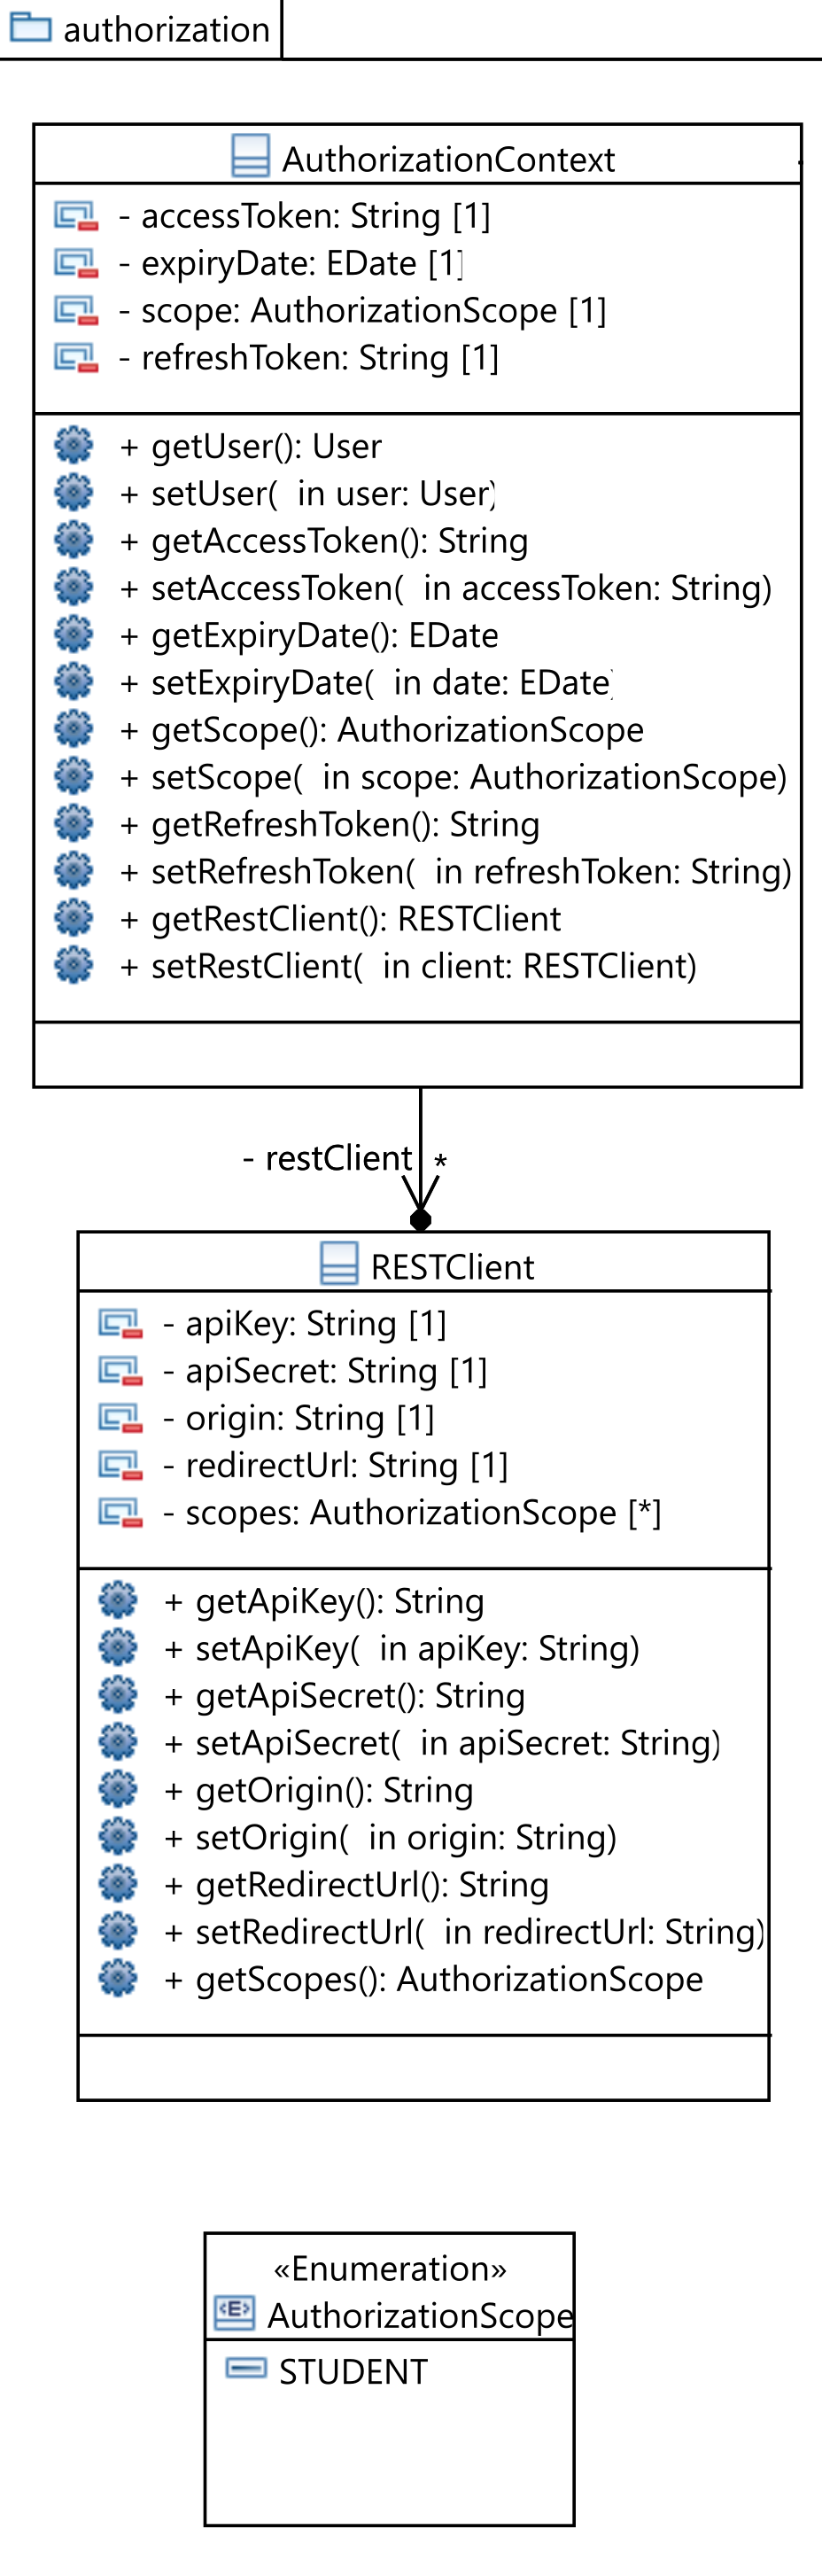 authorization
AuthorizationContext
- accessToken: String [1]
- expiryDate: EDate [1]
- scope: AuthorizationScope [1]
- refreshToken: String [1]
+ getUser(): User
+ setUser(  in user: User)
+ getAccessToken(): String
+ setAccessToken(  in accessToken: String)
+ getExpiryDate(): EDate
+ setExpiryDate(  in date: EDate)
+ getScope(): AuthorizationScope
+ setScope(  in scope: AuthorizationScope)
+ getRefreshToken(): String
+ setRefreshToken(  in refreshToken: String)
+ getRestClient(): RESTClient
+ setRestClient(  in client: RESTClient)
- restClient *
RESTClient
- apiKey: String [1]
- apiSecret: String [1]
- origin: String [1]
- redirectUrl: String [1]
- scopes: AuthorizationScope [*]
+ getApiKey(): String
+ setApiKey(  in apiKey: String)
+ getApiSecret(): String
+ setApiSecret(  in apiSecret: String)
+ getOrigin(): String
+ setOrigin(  in origin: String)
+ getRedirectUrl(): String
+ setRedirectUrl(  in redirectUrl: String)
+ getScopes(): AuthorizationScope
«Enumeration»
<E> AuthorizationScope
STUDENT